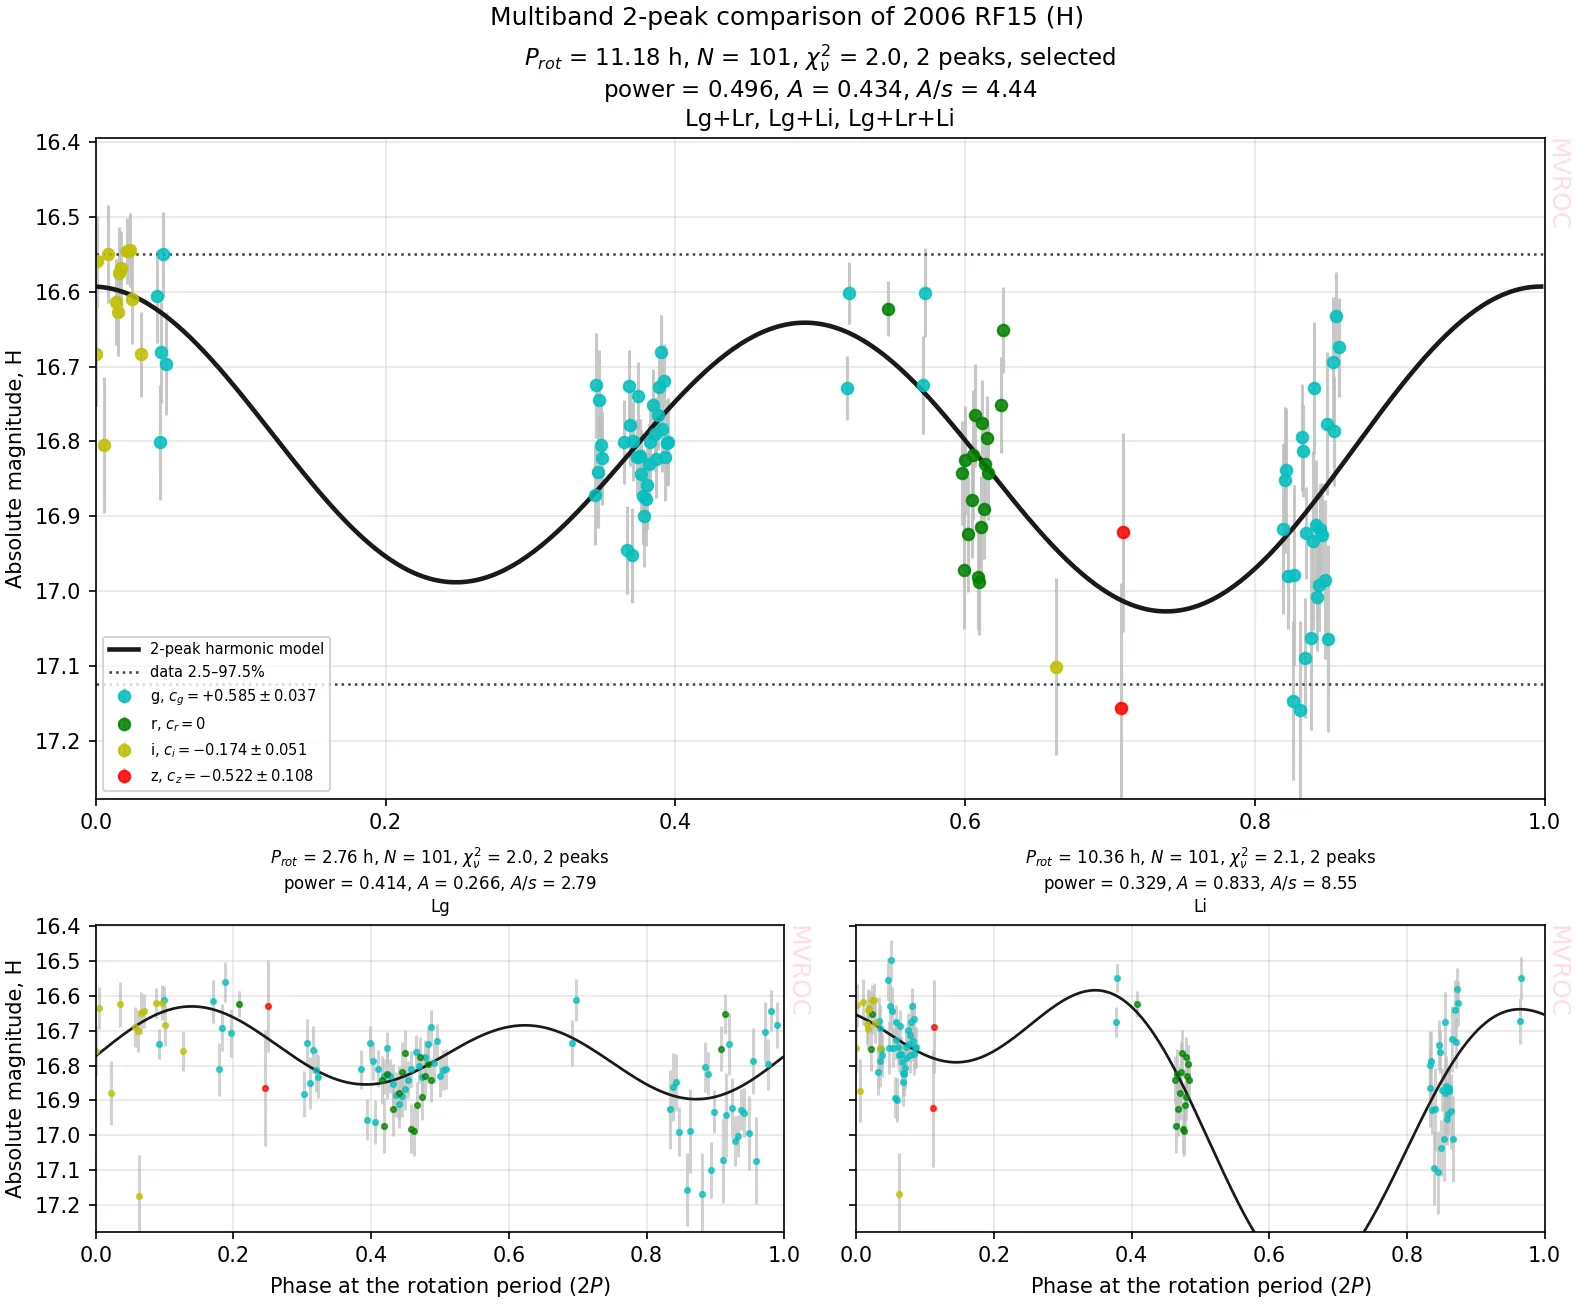 Multiband 2-peak comparison of 2006 RF15 (H)
P_rot = 11.18 h, N = 101, χ²_ν = 2.0, 2 peaks, selected
power = 0.496, A = 0.434, A/s = 4.44
Lg+Lr, Lg+Li, Lg+Lr+Li
MVROC
Absolute magnitude, H
16.4
16.5
16.6
16.7
16.8
16.9
17.0
17.1
17.2
2-peak harmonic model
data 2.5–97.5%
g, c_g = +0.585 ± 0.037
r, c_r = 0
i, c_i = −0.174 ± 0.051
z, c_z = −0.522 ± 0.108
0.0 0.2 0.4 0.6 0.8 1.0
P_rot = 2.76 h, N = 101, χ²_ν = 2.0, 2 peaks
power = 0.414, A = 0.266, A/s = 2.79
Lg
MVROC
Absolute magnitude, H
16.4
16.5
16.6
16.7
16.8
16.9
17.0
17.1
17.2
0.0 0.2 0.4 0.6 0.8 1.0
Phase at the rotation period (2P)
P_rot = 10.36 h, N = 101, χ²_ν = 2.1, 2 peaks
power = 0.329, A = 0.833, A/s = 8.55
Li
MVROC
0.0 0.2 0.4 0.6 0.8 1.0
Phase at the rotation period (2P)